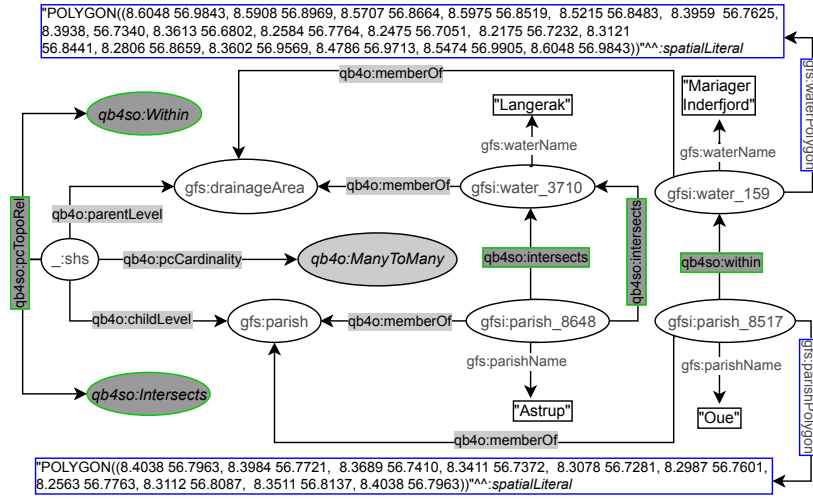 "POLYGON((8.6048 56.9843, 8.5908 56.8969, 8.5707 56.8664, 8.5975 56.8519, 8.5215 56.8483, 8.3959 56.7625,
8.3938, 56.7340, 8.3613 56.6802, 8.2584 56.7764, 8.2475 56.7051, 8.2175 56.7232, 8.3121
56.8441, 8.2806 56.8659, 8.3602 56.9569, 8.4786 56.9713, 8.5474 56.9905, 8.6048 56.9843))"^^:spatialLiteral
gfs:waterPolygon
qb4o:memberOf
"Langerak"
"Mariager
Inderfjord"
qb4so:Within
gfs:waterName
gfs:waterName
gfs:drainageArea
qb4o:memberOf
gfsi:water_3710
gfsi:water_159
qb4o:parentLevel
qb4so:pcTopoRel
_:shs
qb4o:pcCardinality
qb4o:ManyToMany
qb4so:intersects
qb4so:intersects
qb4so:within
qb4o:childLevel
gfs:parish
qb4o:memberOf
gfsi:parish_8648
gfsi:parish_8517
gfs:parishName
gfs:parishName
gfs:parishPolygon
qb4so:Intersects
"Astrup"
"Oue"
qb4o:memberOf
"POLYGON((8.4038 56.7963, 8.3984 56.7721, 8.3689 56.7410, 8.3411 56.7372, 8.3078 56.7281, 8.2987 56.7601,
8.2563 56.7763, 8.3112 56.8087, 8.3511 56.8137, 8.4038 56.7963))"^^:spatialLiteral